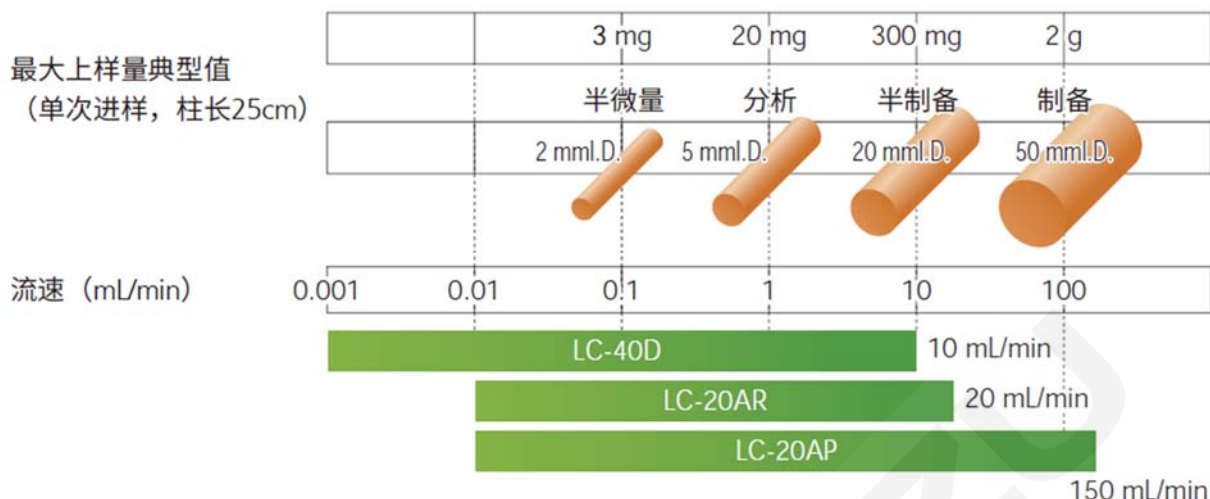 3 mg 20 mg 300 mg 2 g
最大上样量典型值
（单次进样，柱长25cm）
半微量 分析 半制备 制备
2 mml.D. 5 mml.D. 20 mml.D. 50 mml.D.
流速（mL/min） 0.001 0.01 0.1 1 10 100
LC-40D 10 mL/min
LC-20AR 20 mL/min
LC-20AP
150 mL/min